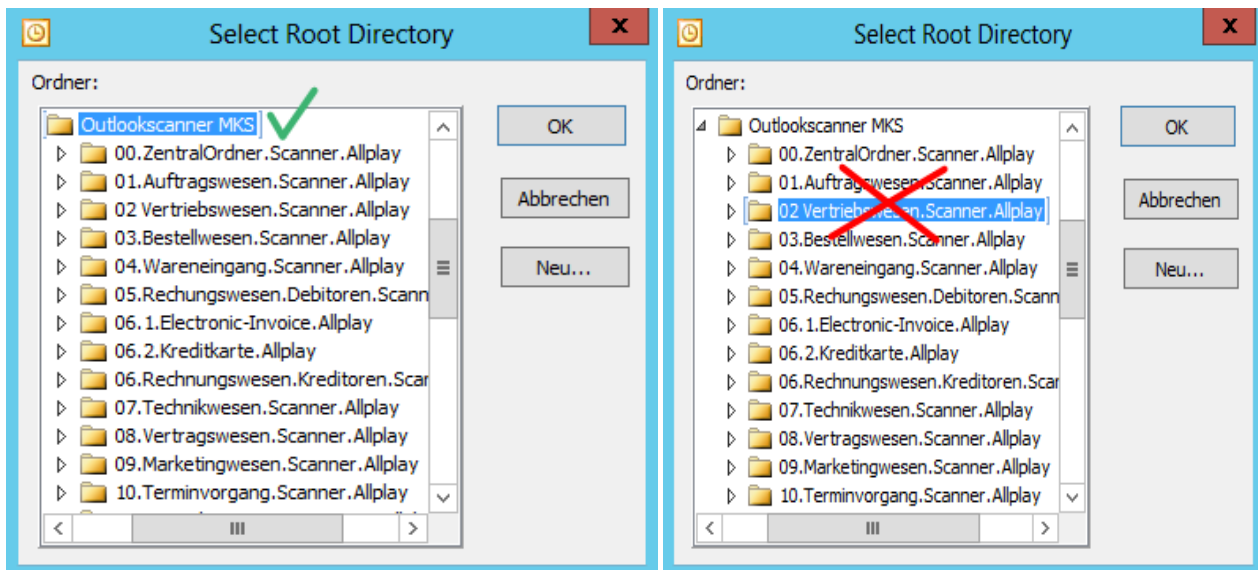 Select Root Directory
x
Ordner:
Outlookscanner MKS
00.ZentralOrdner.Scanner.Allplay
01.Auftragswesen.Scanner.Allplay
02 Vertriebswesen.Scanner.Allplay
03.Bestellwesen.Scanner.Allplay
04.Wareneingang.Scanner.Allplay
05.Rechungswesen.Debitoren.Scann
06.1.Electronic-Invoice.Allplay
06.2.Kreditkarte.Allplay
06.Rechnungswesen.Kreditoren.Scar
07.Technikwesen.Scanner.Allplay
08.Vertragswesen.Scanner.Allplay
09.Marketingwesen.Scanner.Allplay
10.Terminvorgang.Scanner.Allplay
OK
Abbrechen
Neu...
Select Root Directory
x
Ordner:
Outlookscanner MKS
00.ZentralOrdner.Scanner.Allplay
01.Auftragswesen.Scanner.Allplay
02 Vertriebswesen.Scanner.Allplay
03.Bestellwesen.Scanner.Allplay
04.Wareneingang.Scanner.Allplay
05.Rechungswesen.Debitoren.Scann
06.1.Electronic-Invoice.Allplay
06.2.Kreditkarte.Allplay
06.Rechnungswesen.Kreditoren.Scar
07.Technikwesen.Scanner.Allplay
08.Vertragswesen.Scanner.Allplay
09.Marketingwesen.Scanner.Allplay
10.Terminvorgang.Scanner.Allplay
OK
Abbrechen
Neu...